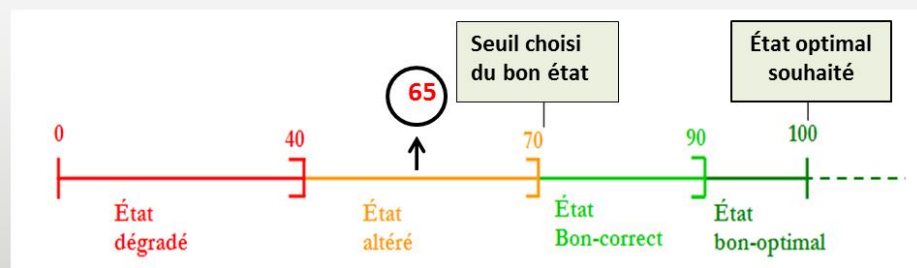 Seuil choisi
du bon état
État optimal
souhaité
65
0
40
70
90
100
État
dégradé
État
altéré
État
Bon-correct
État
bon-optimal